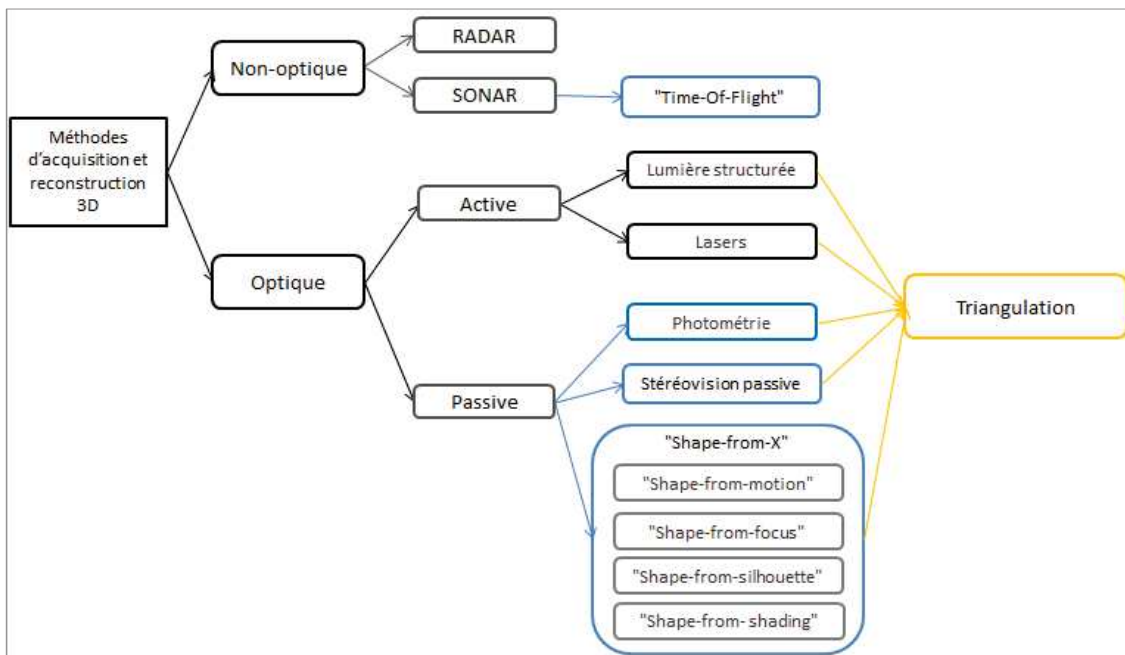 Méthodes
d'acquisition et
reconstruction
3D
Non-optique
RADAR
SONAR
"Time-Of-Flight"
Optique
Active
Lumière structurée
Lasers
Passive
Photométrie
Stéréovision passive
"Shape-from-X"
"Shape-from-motion"
"Shape-from-focus"
"Shape-from-silhouette"
"Shape-from- shading"
Triangulation